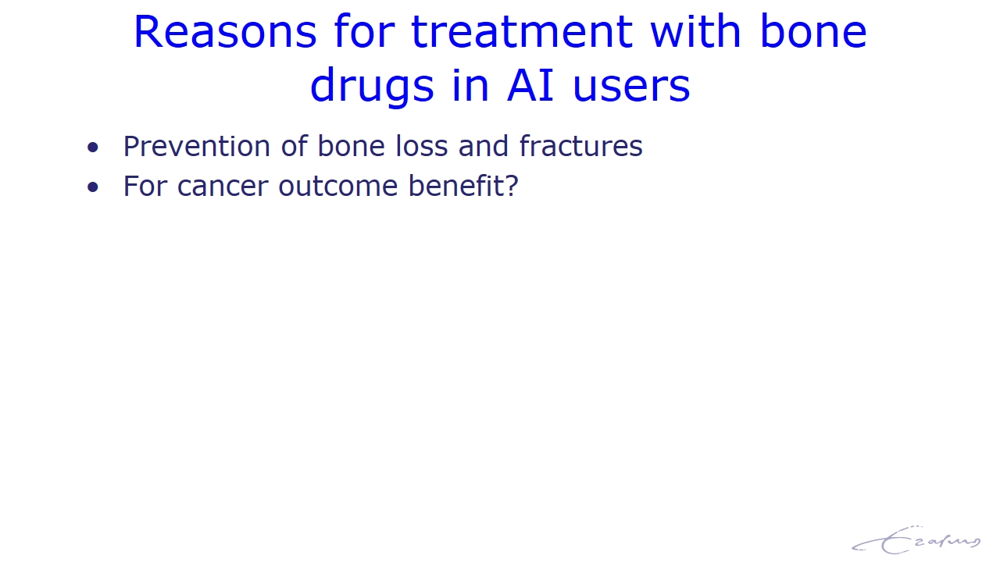 Reasons for treatment with bone
drugs in AI users
• Prevention of bone loss and fractures
• For cancer outcome benefit?
Erasmus